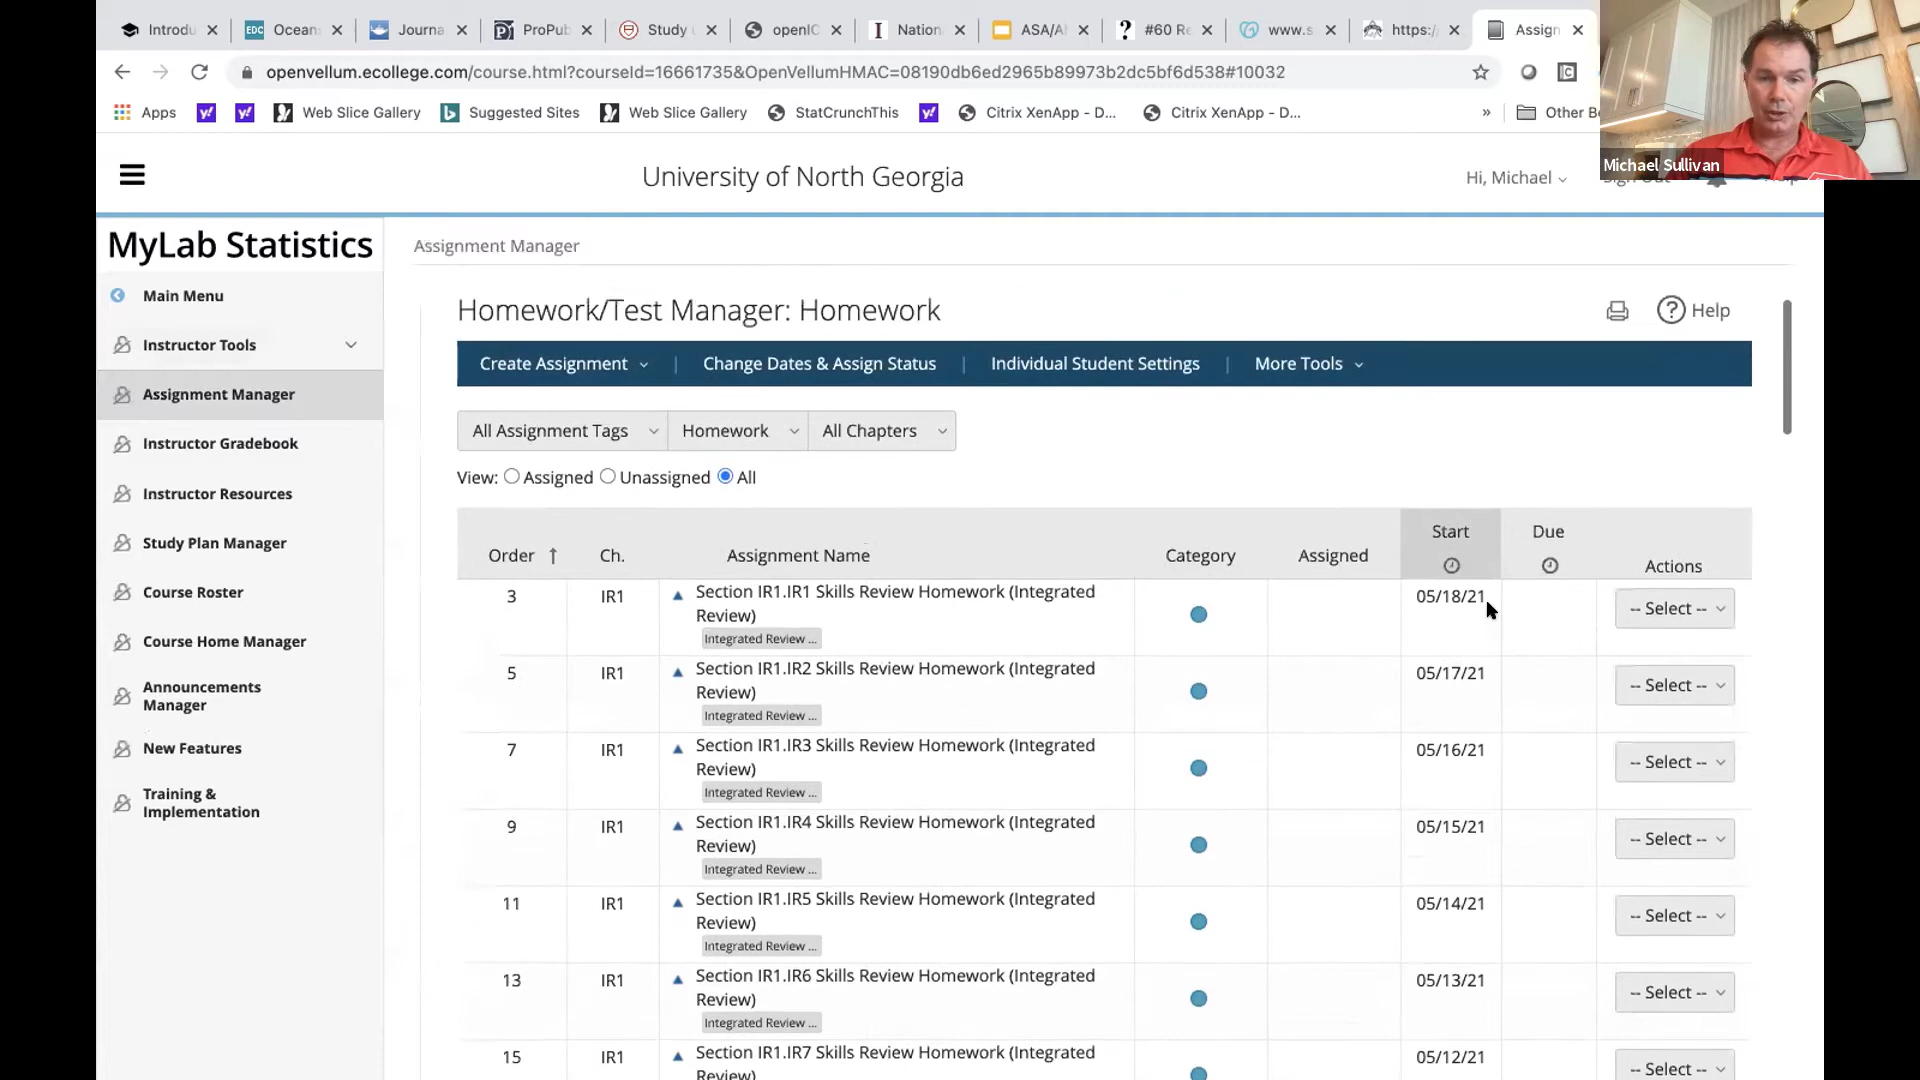 Introdu
EDC Ocean
Journa
ProPub
Study
openIC
Nation
ASA/A
#60 Re
www.s
https:/
Assign
openvellum.ecollege.com/course.html?courseId=16661735&OpenVellumHMAC=08190db6ed2965b89973b2dc5bf6d538#10032
Apps
Web Slice Gallery
Suggested Sites
Web Slice Gallery
StatCrunchThis
Citrix XenApp - D...
Citrix XenApp - D...
»
Other B
Michael Sullivan
University of North Georgia
Hi, Michael
MyLab Statistics
Main Menu
Instructor Tools
Assignment Manager
Instructor Gradebook
Instructor Resources
Study Plan Manager
Course Roster
Course Home Manager
Announcements
Manager
New Features
Training &
Implementation
Assignment Manager
Homework/Test Manager: Homework
Help
Create Assignment | Change Dates & Assign Status | Individual Student Settings | More Tools
All Assignment Tags Homework All Chapters
View: Assigned Unassigned All
Start Due
Order ↑ Ch. Assignment Name Category Assigned Actions
3 IR1 Section IR1.IR1 Skills Review Homework (Integrated 05/18/21 -- Select --
Review)
Integrated Review ...
5 IR1 Section IR1.IR2 Skills Review Homework (Integrated 05/17/21 -- Select --
Review)
Integrated Review ...
7 IR1 Section IR1.IR3 Skills Review Homework (Integrated 05/16/21 -- Select --
Review)
Integrated Review ...
9 IR1 Section IR1.IR4 Skills Review Homework (Integrated 05/15/21 -- Select --
Review)
Integrated Review ...
11 IR1 Section IR1.IR5 Skills Review Homework (Integrated 05/14/21 -- Select --
Review)
Integrated Review ...
13 IR1 Section IR1.IR6 Skills Review Homework (Integrated 05/13/21 -- Select --
Review)
Integrated Review ...
15 IR1 Section IR1.IR7 Skills Review Homework (Integrated 05/12/21 -- Select --
Review)